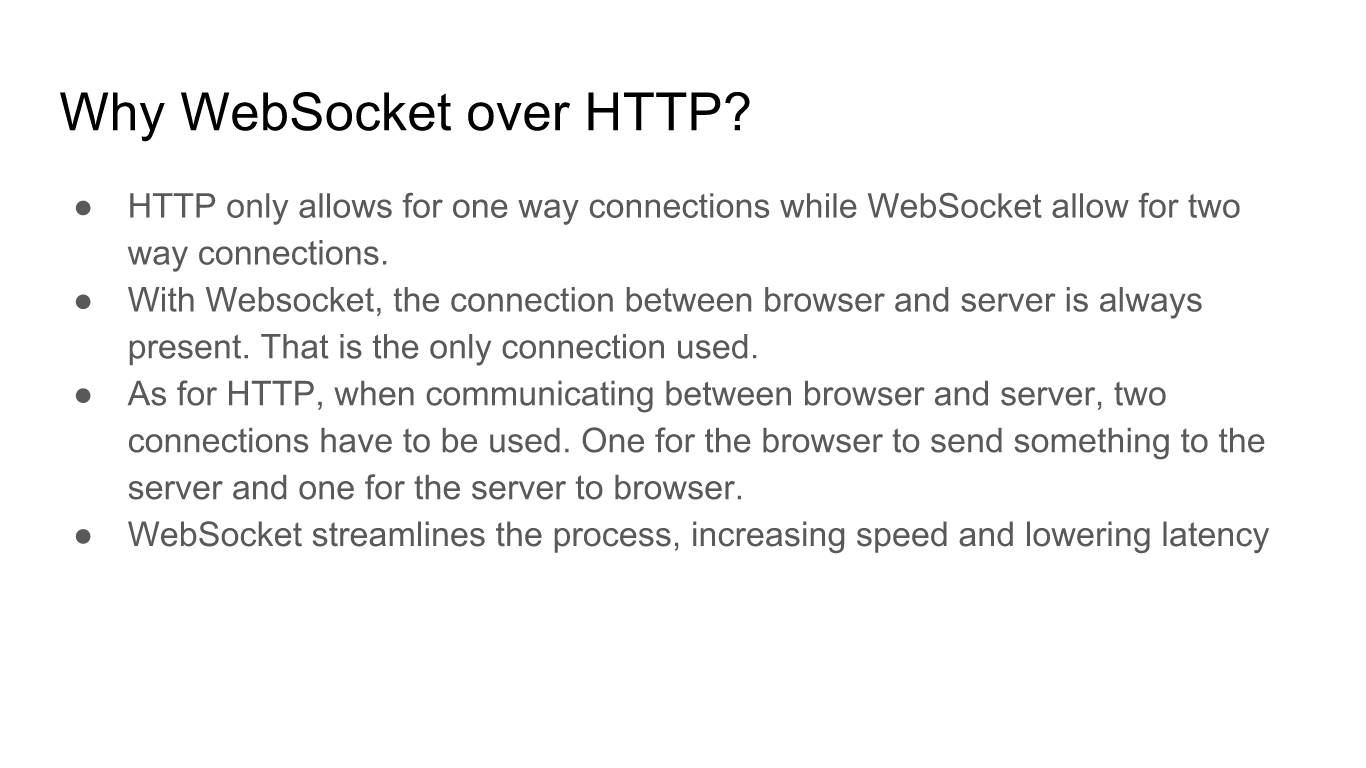 Why WebSocket over HTTP?
● HTTP only allows for one way connections while WebSocket allow for two
way connections.
● With Websocket, the connection between browser and server is always
present. That is the only connection used.
● As for HTTP, when communicating between browser and server, two
connections have to be used. One for the browser to send something to the
server and one for the server to browser.
● WebSocket streamlines the process, increasing speed and lowering latency